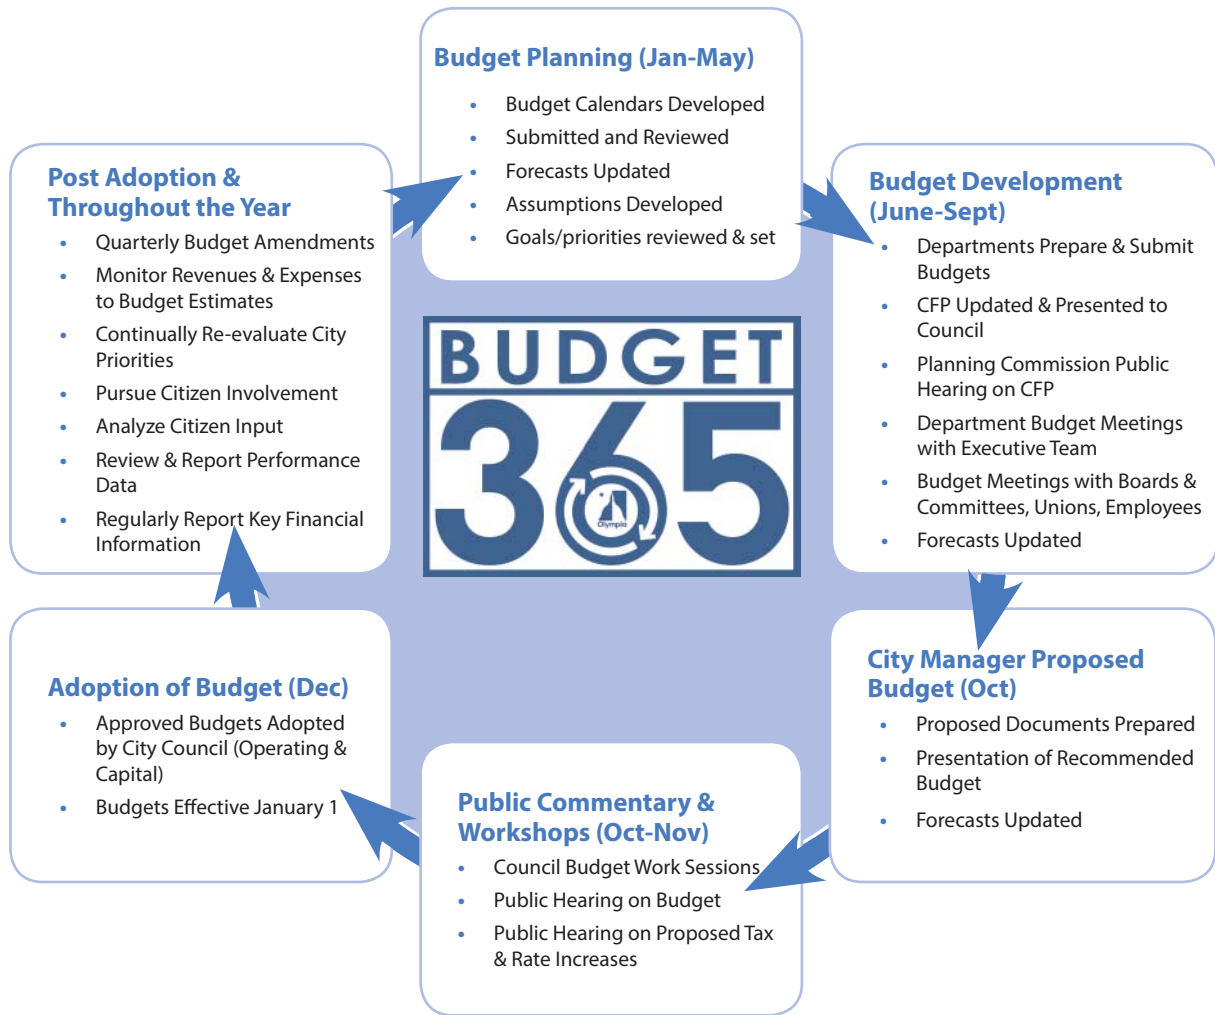 Budget Planning (Jan-May)
• Budget Calendars Developed
• Submitted and Reviewed
• Forecasts Updated
• Assumptions Developed
• Goals/priorities reviewed & set
Budget Development
(June-Sept)
• Departments Prepare & Submit
Budgets
• CFP Updated & Presented to
Council
• Planning Commission Public
Hearing on CFP
• Department Budget Meetings
with Executive Team
• Budget Meetings with Boards &
Committees, Unions, Employees
• Forecasts Updated
City Manager Proposed
Budget (Oct)
• Proposed Documents Prepared
• Presentation of Recommended
Budget
• Forecasts Updated
Public Commentary &
Workshops (Oct-Nov)
• Council Budget Work Sessions
• Public Hearing on Budget
• Public Hearing on Proposed Tax
& Rate Increases
Adoption of Budget (Dec)
• Approved Budgets Adopted
by City Council (Operating &
Capital)
• Budgets Effective January 1
Post Adoption &
Throughout the Year
• Quarterly Budget Amendments
• Monitor Revenues & Expenses
to Budget Estimates
• Continually Re-evaluate City
Priorities
• Pursue Citizen Involvement
• Analyze Citizen Input
• Review & Report Performance
Data
• Regularly Report Key Financial
Information
BUDGET
365
Olympia